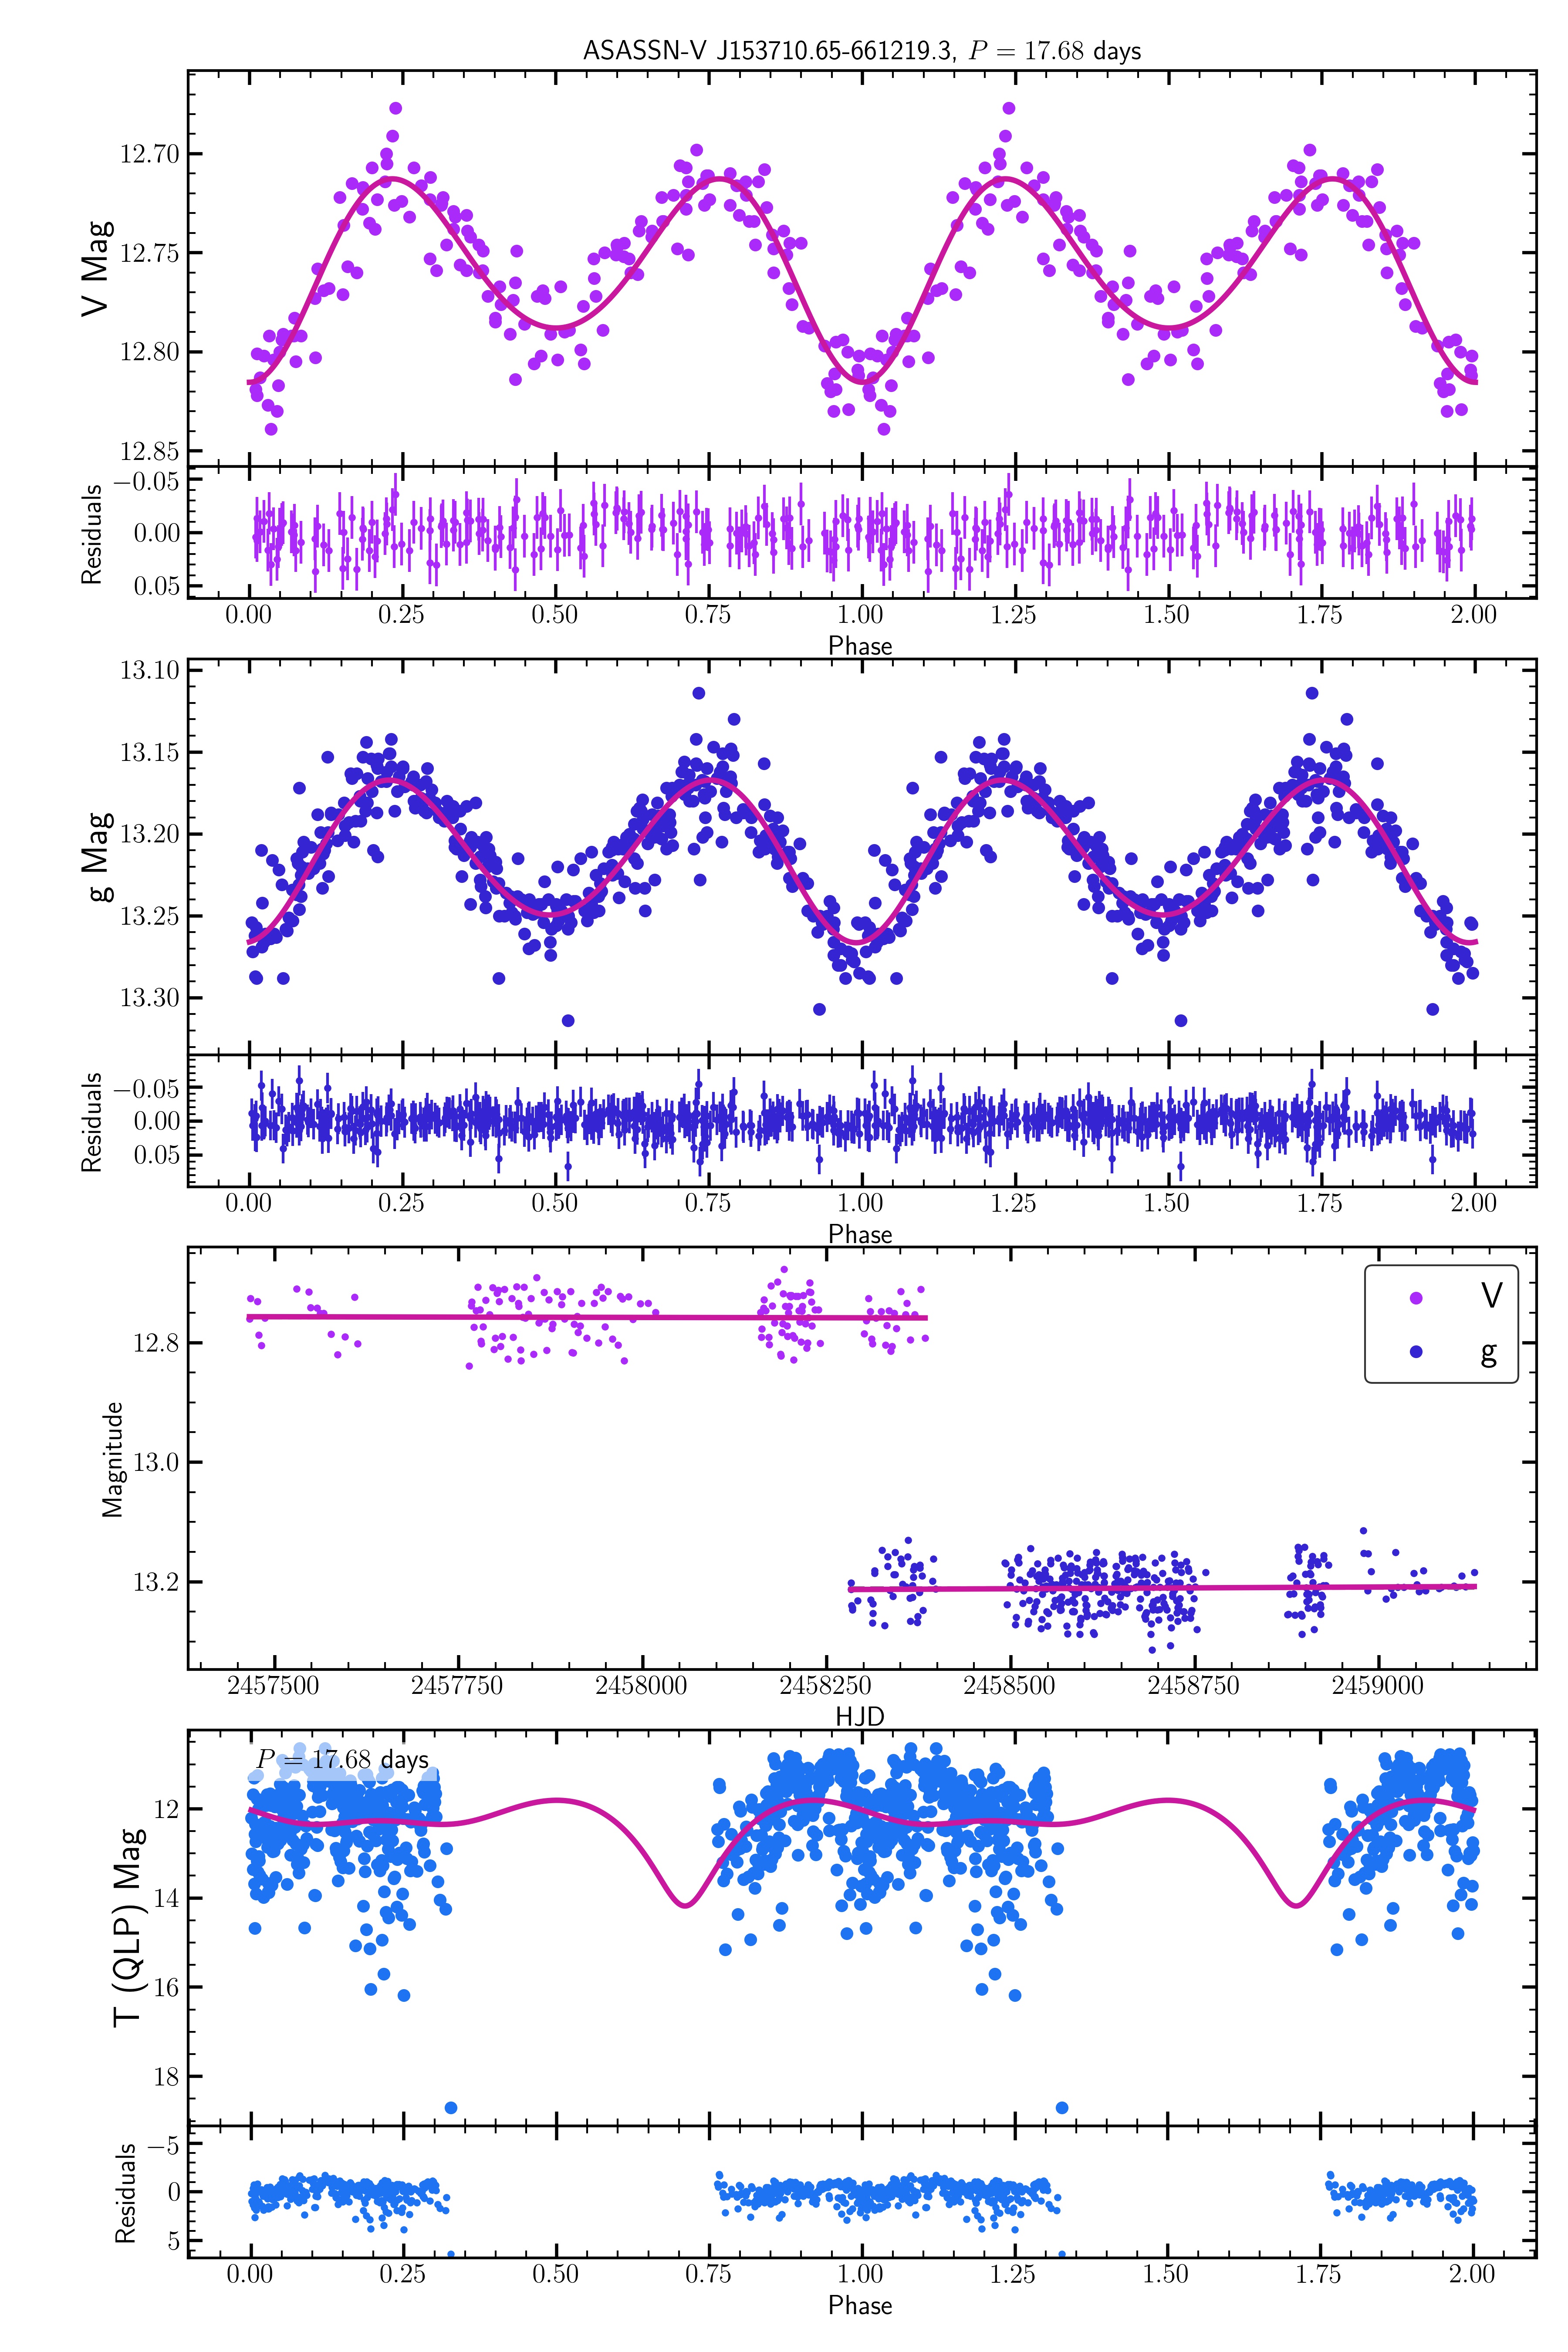 ASASSN-V J153710.65-661219.3, P = 17.68 days
V Mag
12.70
12.75
12.80
12.85
Residuals
−0.05
0.00
0.05
0.00 0.25 0.50 0.75 1.00 1.25 1.50 1.75 2.00
Phase
g Mag
13.10
13.15
13.20
13.25
13.30
Residuals
−0.05
0.00
0.05
0.00 0.25 0.50 0.75 1.00 1.25 1.50 1.75 2.00
Phase
Magnitude
12.8
13.0
13.2
V
g
2457500 2457750 2458000 2458250 2458500 2458750 2459000
HJD
P = 17.68 days
T (QLP) Mag
12
14
16
18
Residuals
−5
0
5
0.00 0.25 0.50 0.75 1.00 1.25 1.50 1.75 2.00
Phase